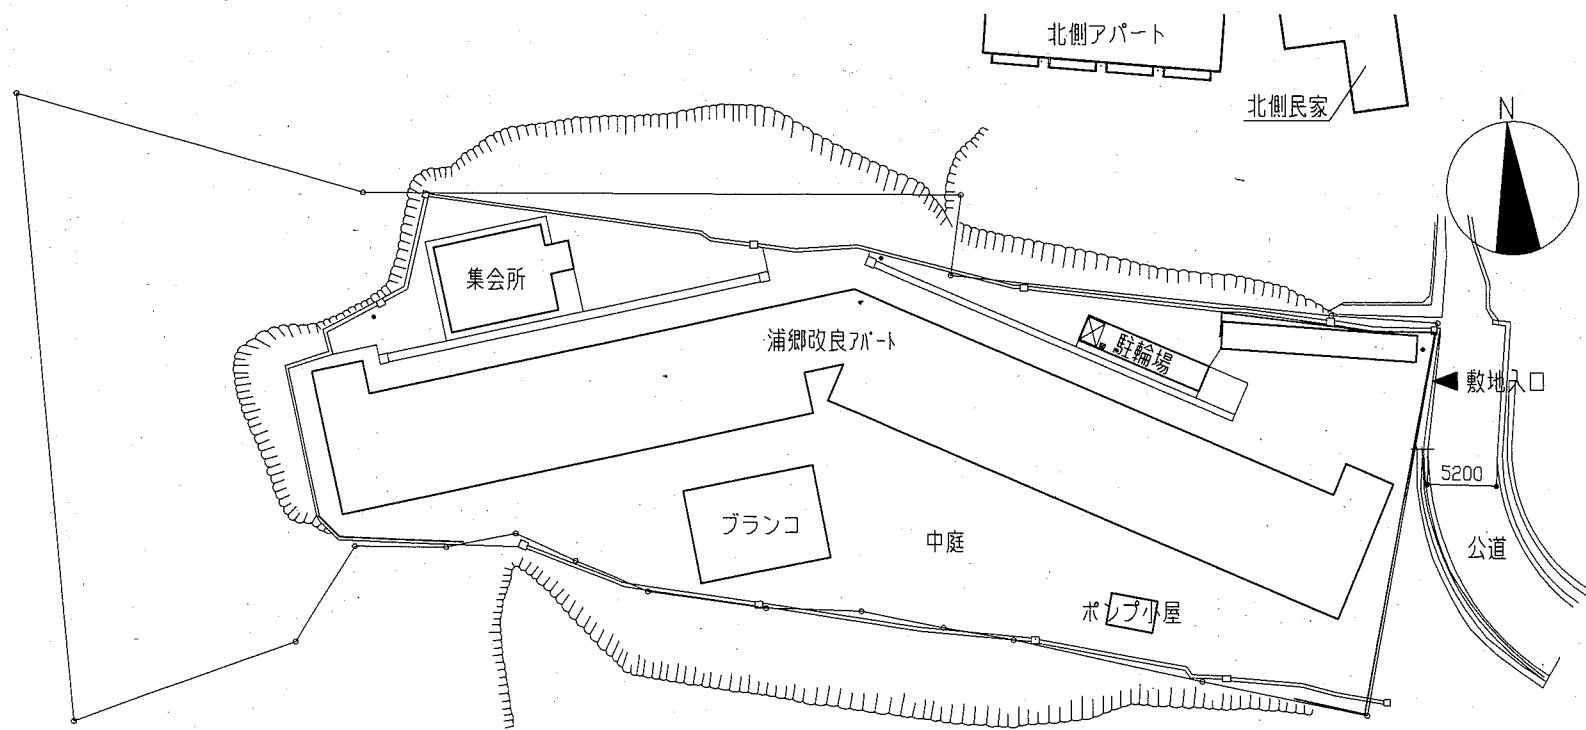 北側アパート
北側民家
N
集会所
浦郷改良アパート
駐輪場
敷地入口
5200
ブランコ
中庭
公道
ポンプ小屋